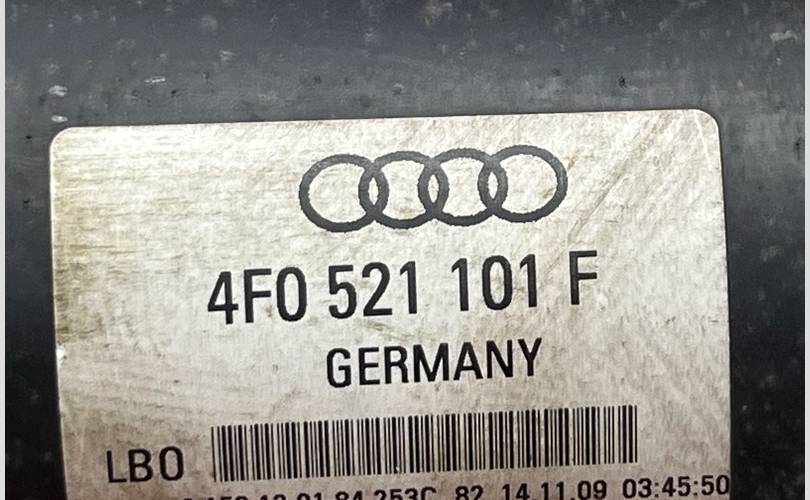 4F0 521 101 F
GERMANY
LBO
82 14.11.09 03:45:50